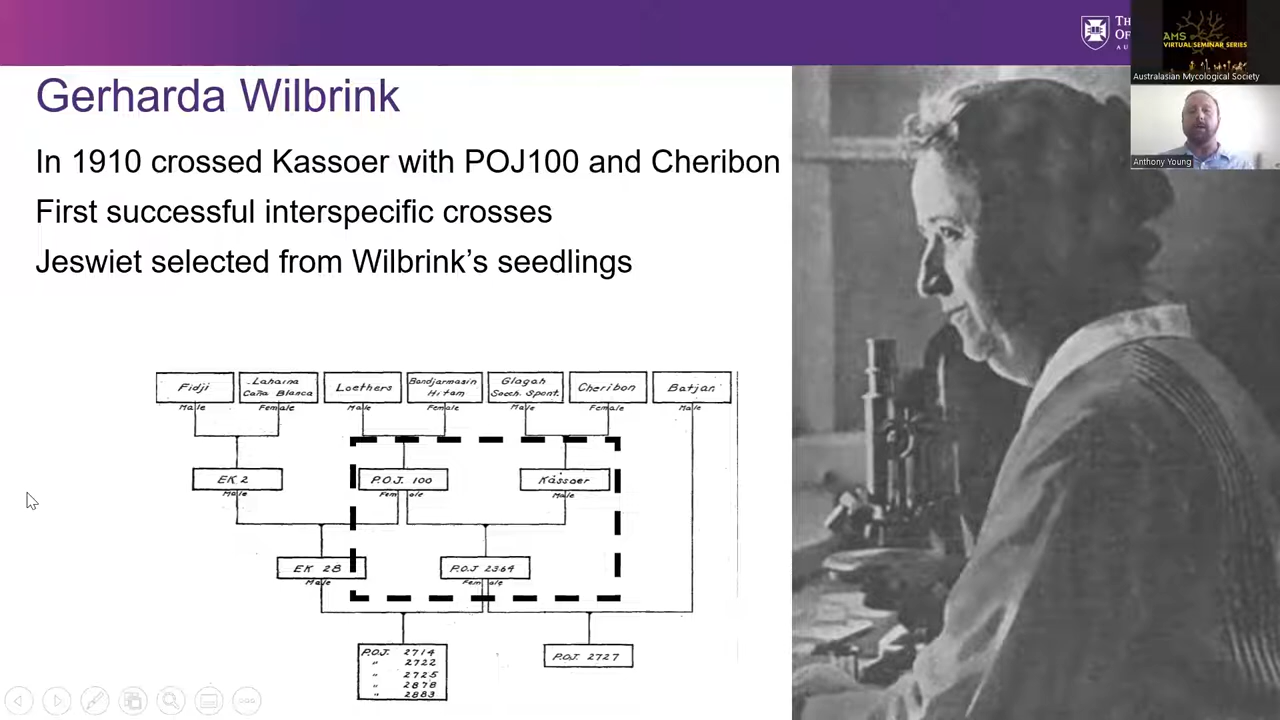 Gerharda Wilbrink
In 1910 crossed Kassoer with POJ100 and Cheribon
First successful interspecific crosses
Jeswiet selected from Wilbrink's seedlings
Fidji
Lahaina
Caña Blanca
Loethers
Bandjarmasin
Hitam
Glagah
Sacch. Spont.
Cheribon
Batjan
Male
Female
Male
Female
Male
Female
Male
EK 2
P.O.J. 100
Kassoer
Male
Female
Male
EK 28
P.O.J 2364
Male
Female
P.O.J. 2714
" 2722
" 2725
" 2878
" 2883
P.O.J. 2727
AMS
VIRTUAL SEMINAR SERIES
Australasian Mycological Society
Anthony Young